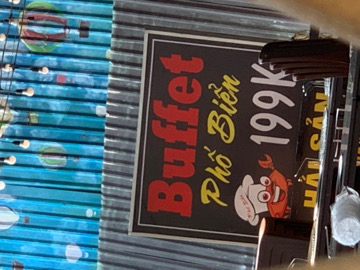 Buffet
Phố Biển
199K
HẢI SẢN